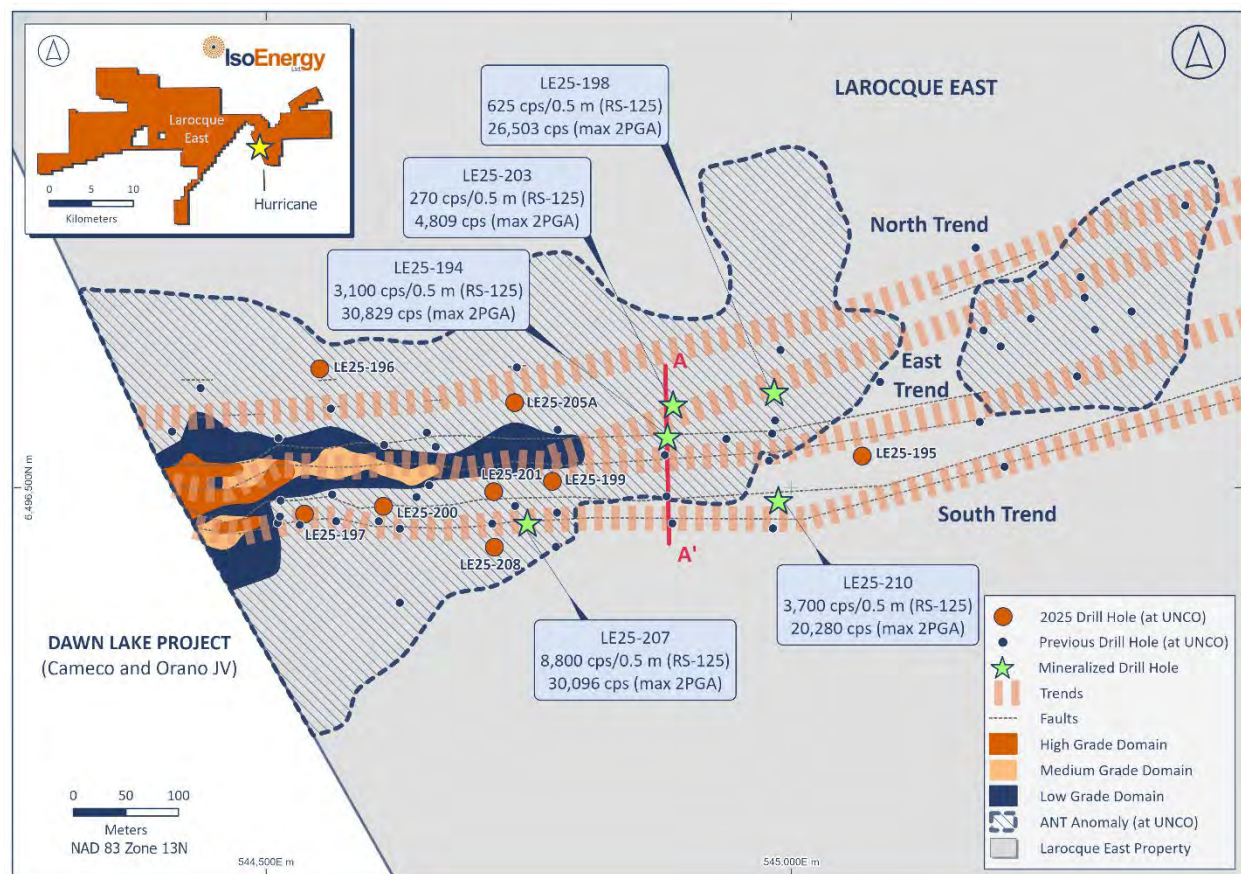 IsoEnergy
Ltd.
Larocque
East
0 5 10
Kilometers
Hurricane
LE25-198
625 cps/0.5 m (RS-125)
26,503 cps (max 2PGA)
LAROCQUE EAST
LE25-203
270 cps/0.5 m (RS-125)
4,809 cps (max 2PGA)
North Trend
LE25-194
3,100 cps/0.5 m (RS-125)
30,829 cps (max 2PGA)
A
East
Trend
LE25-196
LE25-205A
LE25-195
LE25-201
LE25-199
6,496,500N m
LE25-200
LE25-197
South Trend
A'
LE25-208
LE25-210
3,700 cps/0.5 m (RS-125)
20,280 cps (max 2PGA)
LE25-207
8,800 cps/0.5 m (RS-125)
30,096 cps (max 2PGA)
DAWN LAKE PROJECT
(Cameco and Orano JV)
0 50 100
Meters
NAD 83 Zone 13N
544,500E m
545,000E m
2025 Drill Hole (at UNCO)
Previous Drill Hole (at UNCO)
Mineralized Drill Hole
Trends
Faults
High Grade Domain
Medium Grade Domain
Low Grade Domain
ANT Anomaly (at UNCO)
Larocque East Property